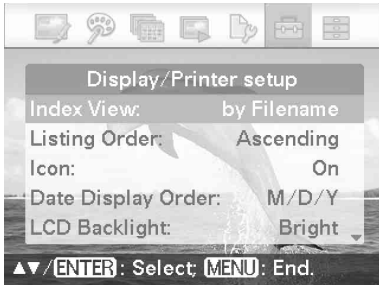 Display/Printer setup
Index View: by Filename
Listing Order: Ascending
Icon: On
Date Display Order: M/D/Y
LCD Backlight: Bright
▲▼/ENTER: Select; MENU: End.